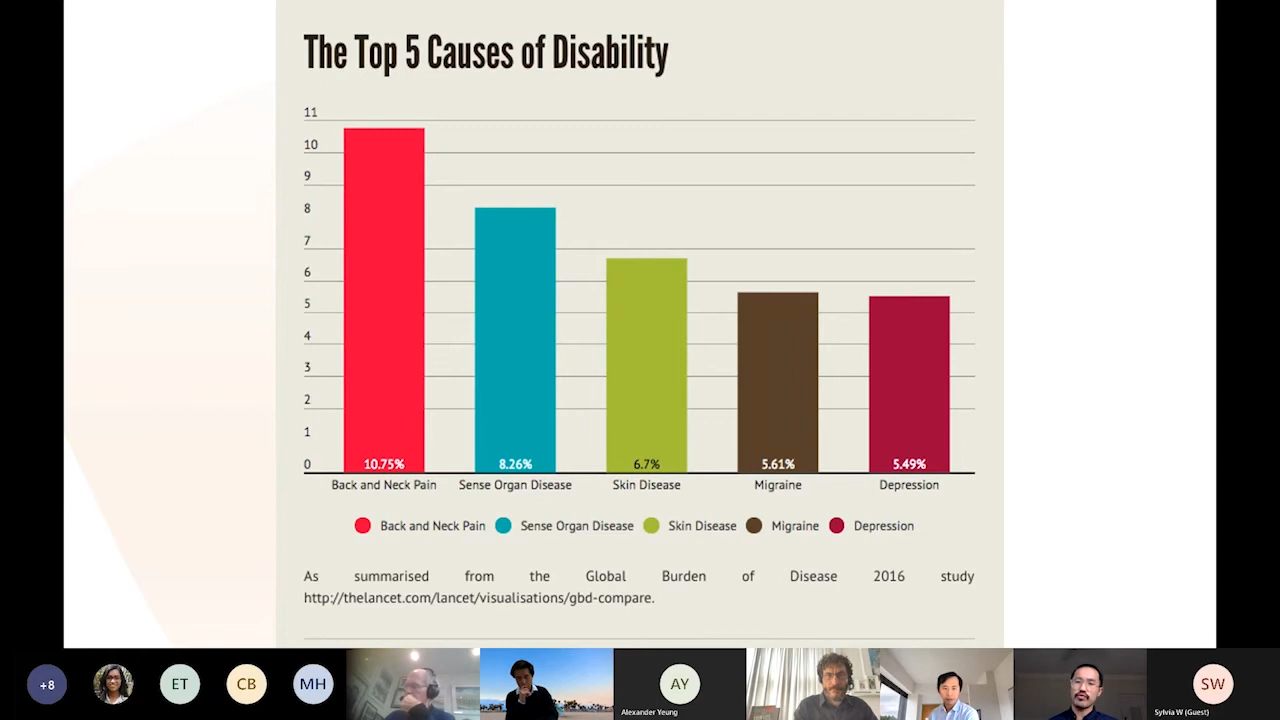 The Top 5 Causes of Disability
11
10
9
8
7
6
5
4
3
2
1
0
10.75% 8.26% 6.7% 5.61% 5.49%
Back and Neck Pain Sense Organ Disease Skin Disease Migraine Depression
Back and Neck Pain Sense Organ Disease Skin Disease Migraine Depression
As summarised from the Global Burden of Disease 2016 study
http://thelancet.com/lancet/visualisations/gbd-compare.
+8 ET CB MH AY SW
Alexander Yeung Sylvia W (Guest)